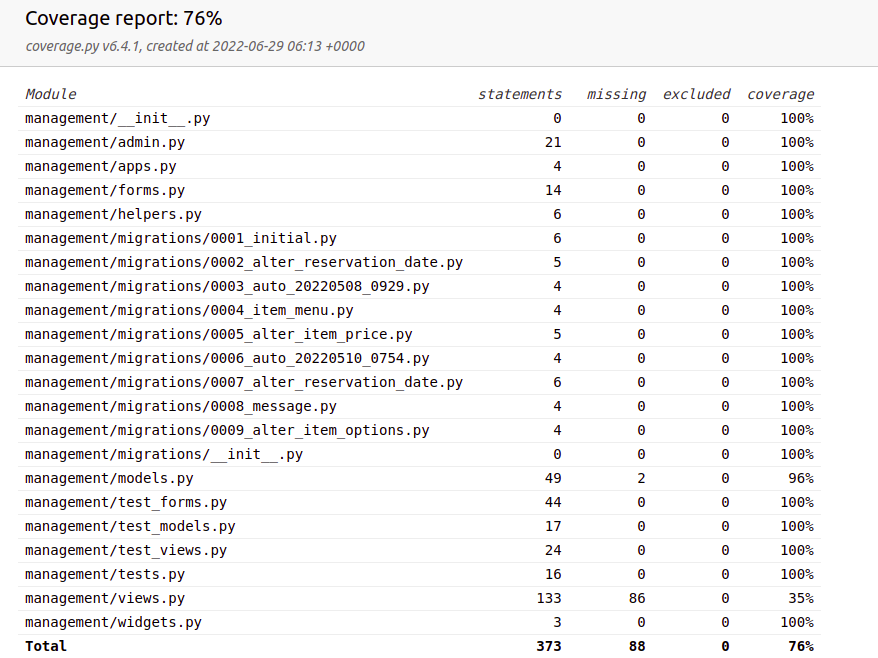 Coverage report: 76%
coverage.py v6.4.1, created at 2022-06-29 06:13 +0000
Module statements missing excluded coverage
management/__init__.py 0 0 0 100%
management/admin.py 21 0 0 100%
management/apps.py 4 0 0 100%
management/forms.py 14 0 0 100%
management/helpers.py 6 0 0 100%
management/migrations/0001_initial.py 6 0 0 100%
management/migrations/0002_alter_reservation_date.py 5 0 0 100%
management/migrations/0003_auto_20220508_0929.py 4 0 0 100%
management/migrations/0004_item_menu.py 4 0 0 100%
management/migrations/0005_alter_item_price.py 5 0 0 100%
management/migrations/0006_auto_20220510_0754.py 4 0 0 100%
management/migrations/0007_alter_reservation_date.py 6 0 0 100%
management/migrations/0008_message.py 4 0 0 100%
management/migrations/0009_alter_item_options.py 4 0 0 100%
management/migrations/__init__.py 0 0 0 100%
management/models.py 49 2 0 96%
management/test_forms.py 44 0 0 100%
management/test_models.py 17 0 0 100%
management/test_views.py 24 0 0 100%
management/tests.py 16 0 0 100%
management/views.py 133 86 0 35%
management/widgets.py 3 0 0 100%
Total 373 88 0 76%